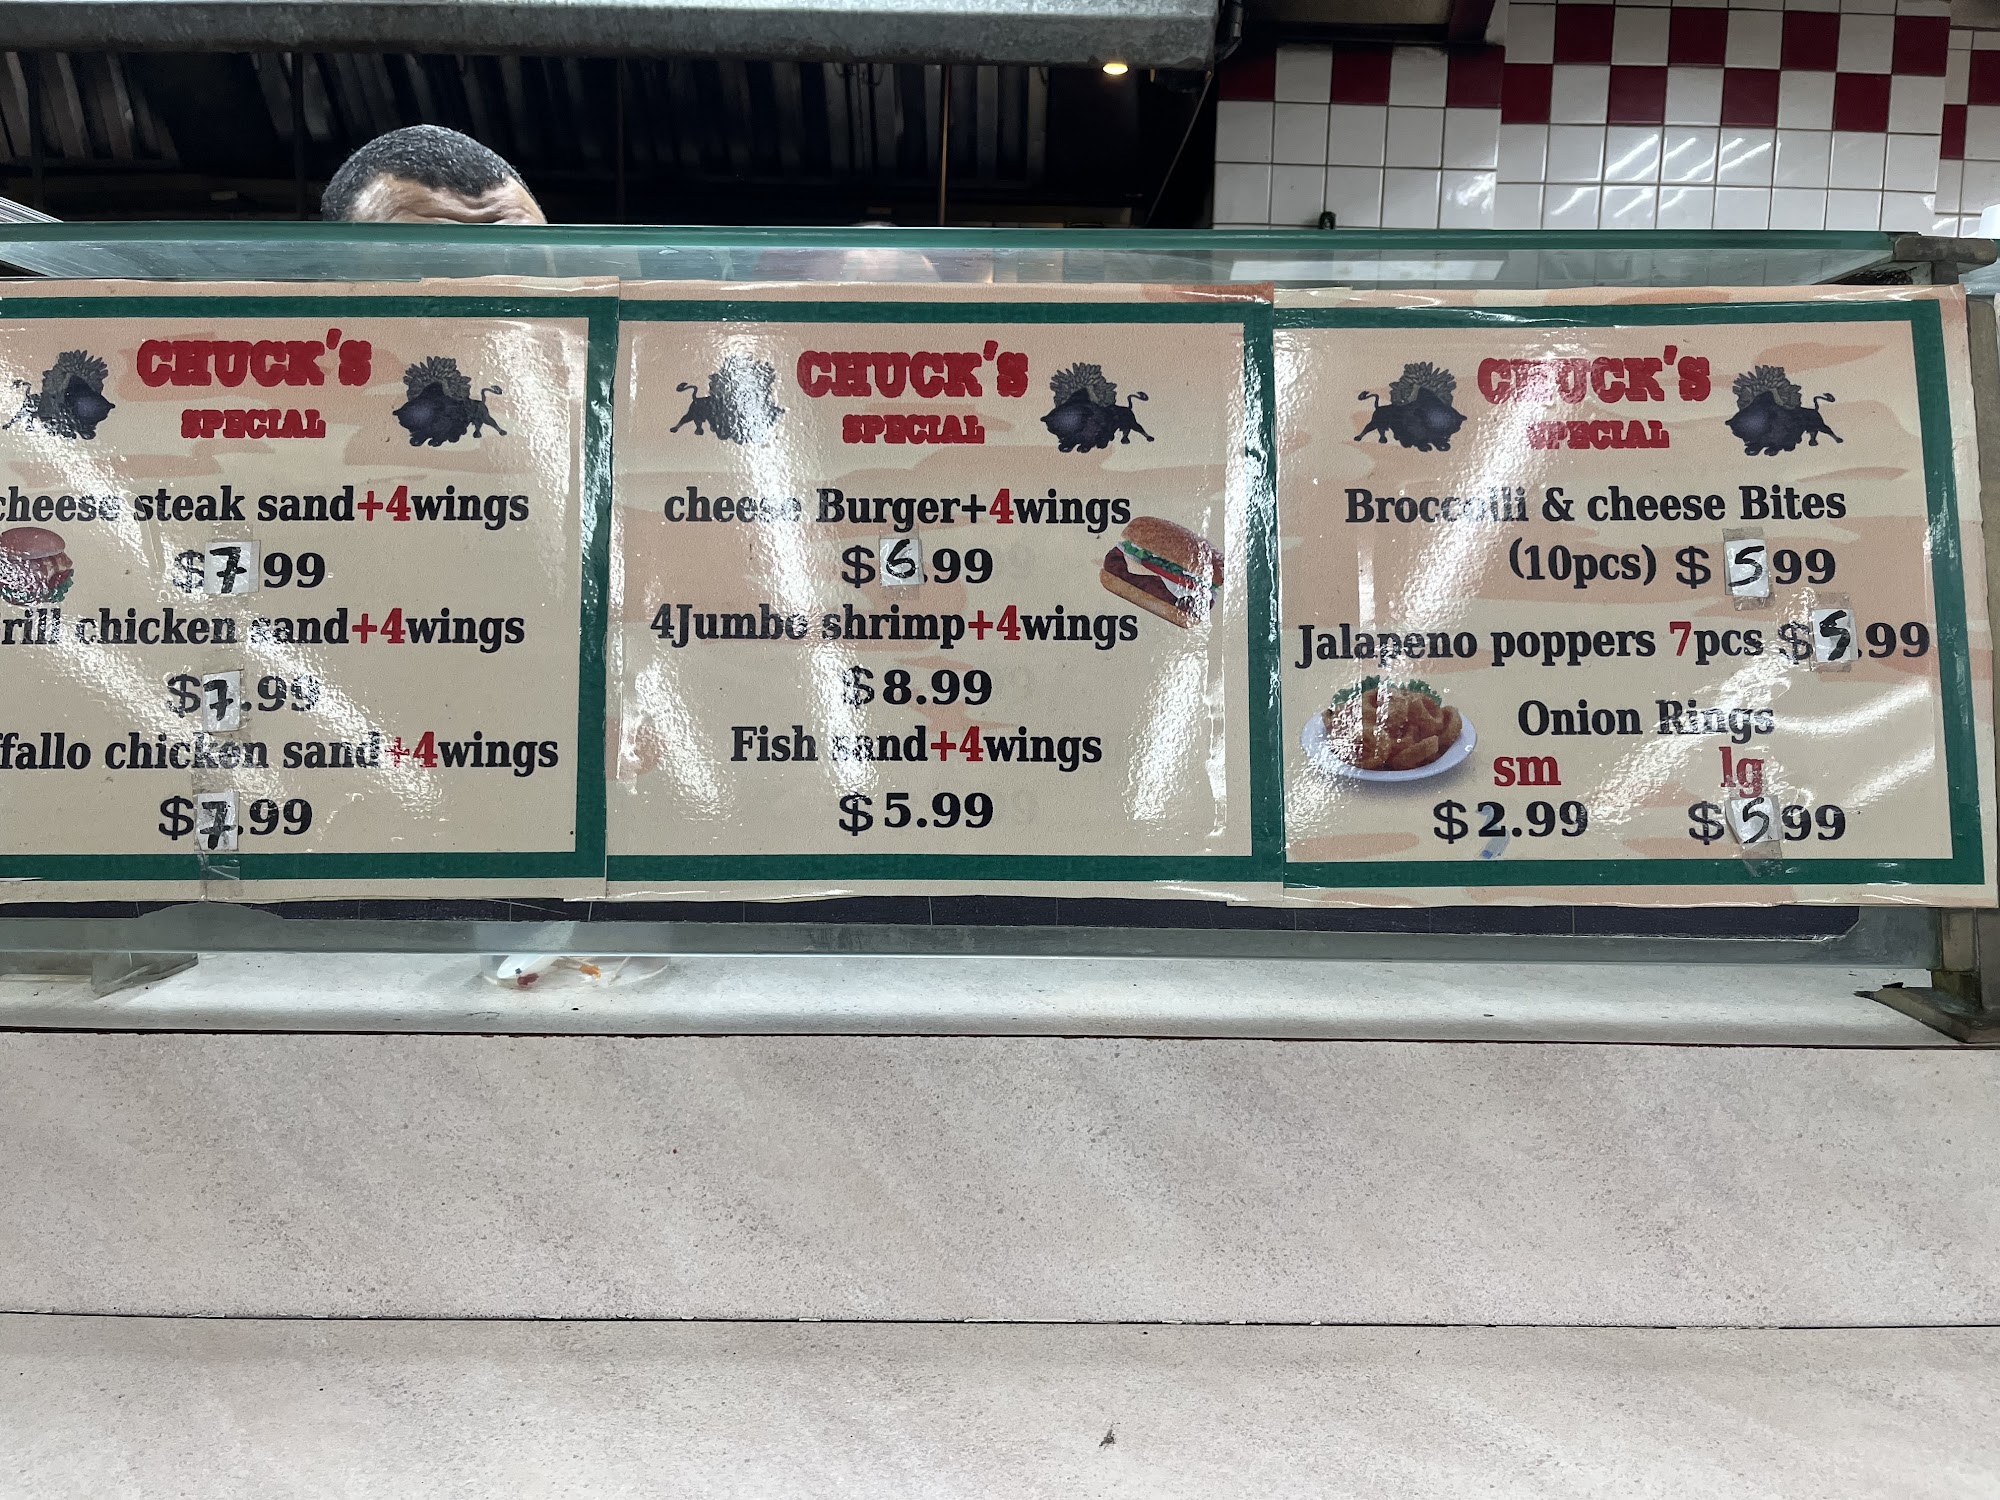 CHUCK'S
SPECIAL
cheese steak sand+4wings
$7.99
rill chicken sand+4wings
$7.99
ffallo chicken sand+4wings
$7.99
CHUCK'S
SPECIAL
cheese Burger+4wings
$6.99
4Jumbo shrimp+4wings
$8.99
Fish sand+4wings
$5.99
CHUCK'S
SPECIAL
Broccolli & cheese Bites
(10pcs) $5.99
Jalapeno poppers 7pcs $5.99
Onion Rings
sm lg
$2.99 $5.99